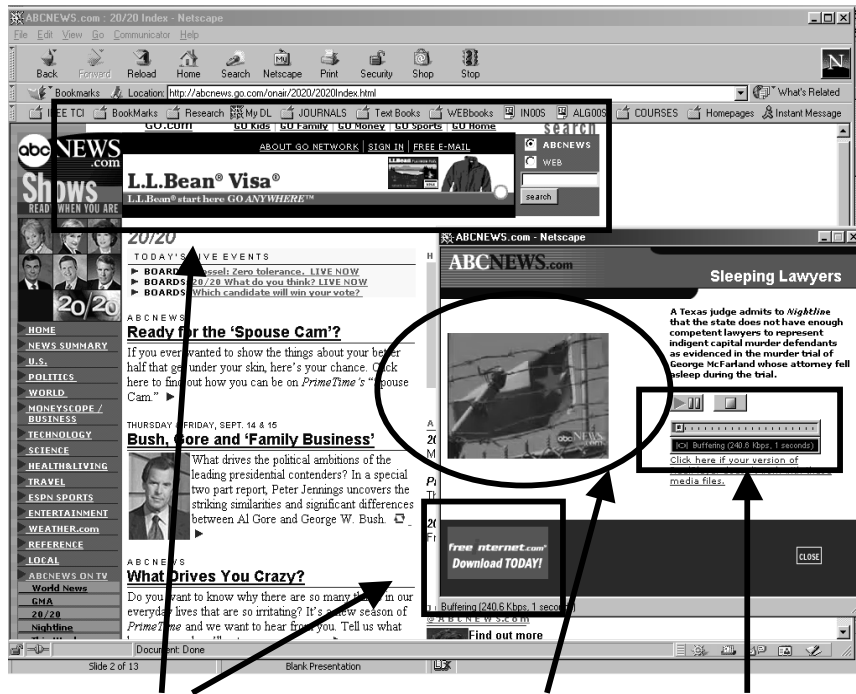 ABCNEWS.com : 20/20 Index - Netscape
File Edit View Go Communicator Help
Back Forward Reload Home Search Netscape Print Security Shop Stop
N
My
Bookmarks Location: http://abcnews.go.com/onair/2020/2020Index.html What's Related
TCI BookMarks Research My DL JOURNALS Text Books WEBbooks IN00S ALG00S COURSES Homepages Instant Message
GO.com GO Kids GO Family GO Money GO Sports GO Home
search
abc NEWS .com
ABOUT GO NETWORK | SIGN IN | FREE E-MAIL
ABCNEWS
WEB
search
L.L.Bean® Visa®
L.L.Bean® start here GO ANYWHERE™
Shows
READY WHEN YOU ARE
20/20
HOME
NEWS SUMMARY
U.S.
POLITICS
WORLD
MONEYSCOPE /
BUSINESS
TECHNOLOGY
SCIENCE
HEALTH&LIVING
TRAVEL
ESPN SPORTS
ENTERTAINMENT
WEATHER.com
REFERENCE
LOCAL
ABCNEWS ON TV
World News
GMA
20/20
Nightline
20/20
TODAY'S LIVE EVENTS
BOARDS: Zero tolerance. LIVE NOW
BOARDS: 20/20 What do you think? LIVE NOW
BOARDS: Which candidate will win your vote?
ABCNEWS
Ready for the 'Spouse Cam'?
If you ever wanted to show the things about your better
half that get under your skin, here's your chance. Click
here to find out how you can be on PrimeTime's "Spouse
Cam."
THURSDAY & FRIDAY, SEPT. 14 & 15
Bush, Gore and 'Family Business'
What drives the political ambitions of the
leading presidential contenders? In a special
two part report, Peter Jennings uncovers the
striking similarities and significant differences
between Al Gore and George W. Bush.
ABCNEWS
What Drives You Crazy?
Do you want to know why there are so many things in our
everyday lives that are so irritating? It's a new season of
PrimeTime and we want to hear from you. Tell us what
ABCNEWS.com - Netscape
ABCNEWS.com
Sleeping Lawyers
A Texas judge admits to Nightline
that the state does not have enough
competent lawyers to represent
indigent capital murder defendants
as evidenced in the murder trial of
George McFarland whose attorney fell
asleep during the trial.
abc NEWS
Buffering (240.6 Kbps, 1 seconds)
Click here if your version of
media files.
freeInternet.com
Download TODAY!
CLOSE
Buffering (240.6 Kbps, 1 seconds)
@ABCNEWS.com
Find out more
Document: Done
Slide 2 of 13 Blank Presentation